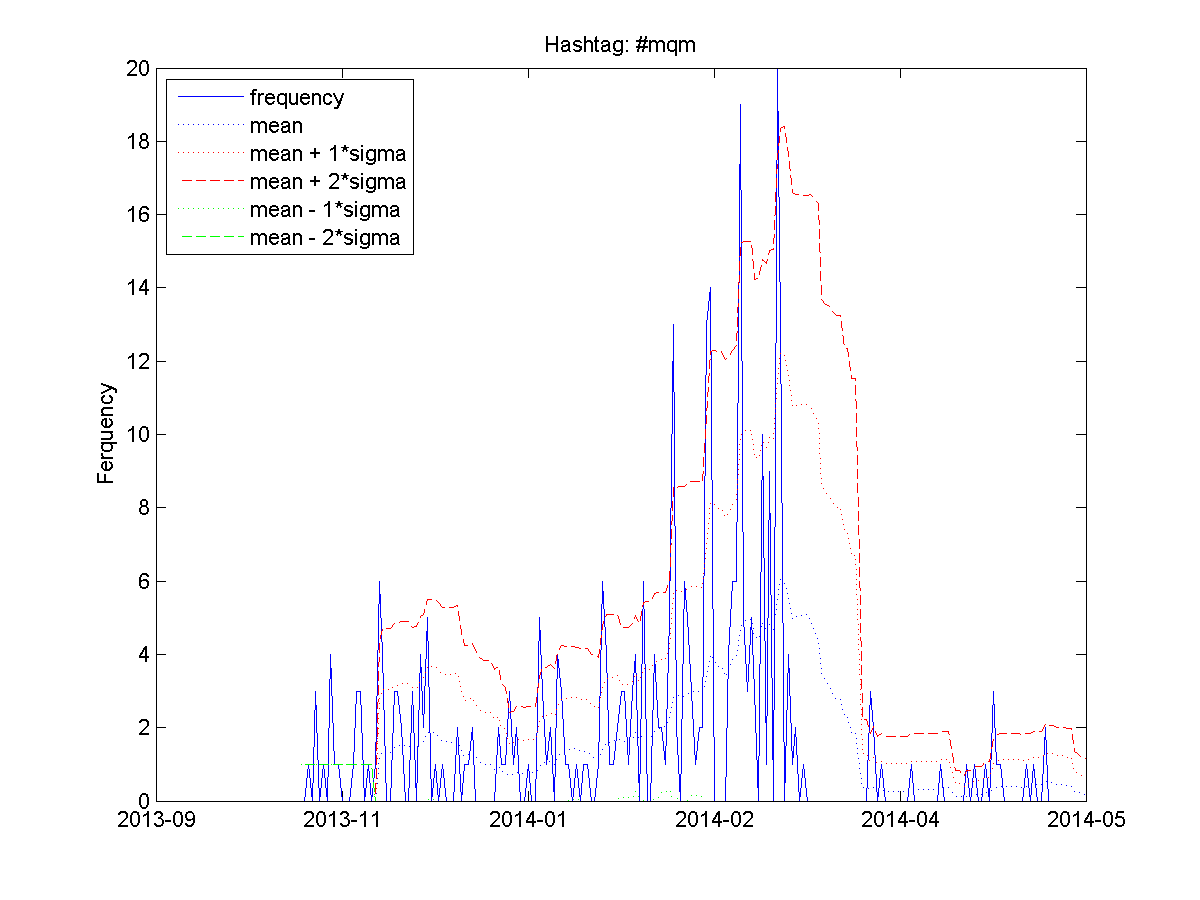 Hashtag: #mqm
20
18
16
14
12
10
8
6
4
2
0
Ferquency
frequency
mean
mean + 1*sigma
mean + 2*sigma
mean - 1*sigma
mean - 2*sigma
2013-09 2013-11 2014-01 2014-02 2014-04 2014-05